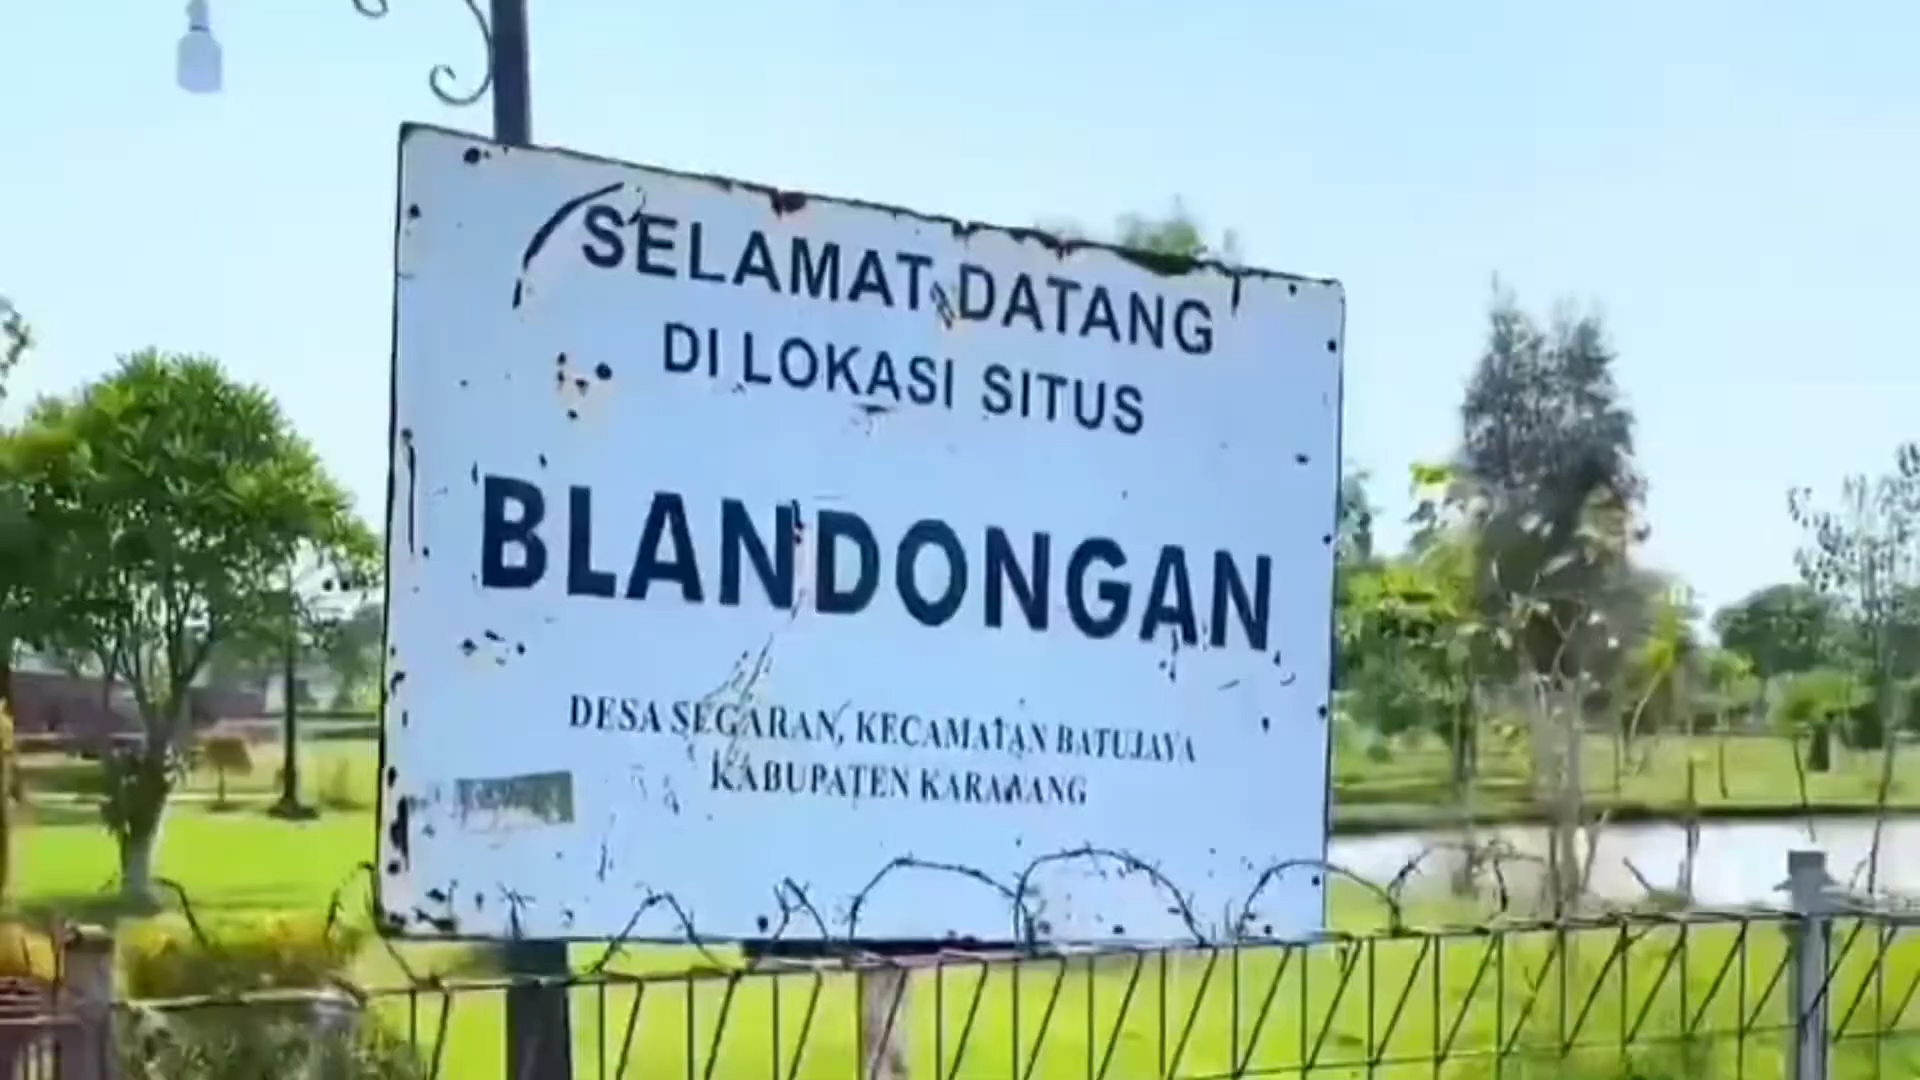 SELAMAT DATANG
DI LOKASI SITUS
BLANDONGAN
DESA SEGARAN, KECAMATAN BATUJAYA
KABUPATEN KARAWANG